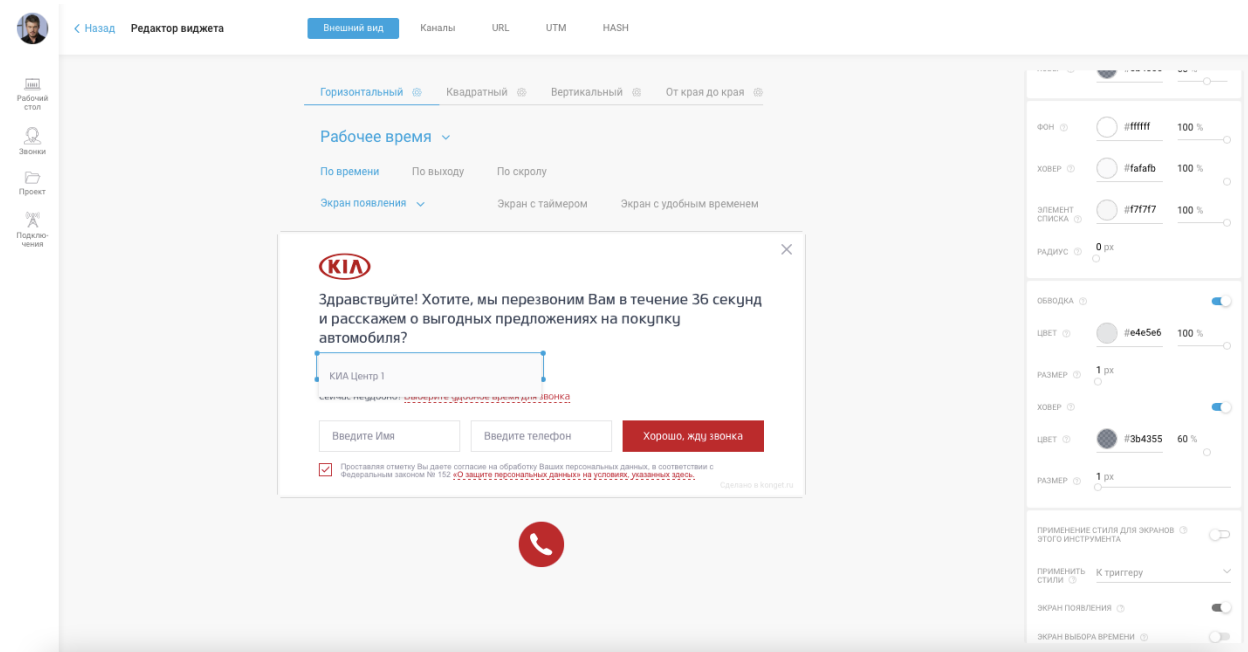 Назад Редактор виджета Внешний вид Каналы URL UTM HASH
Рабочий
стол
Звонки
Проект
Подклю-
чения
Горизонтальный Квадратный Вертикальный От края до края
Рабочее время
По времени По выходу По скролу
Экран появления Экран с таймером Экран с удобным временем
KIA
Здравствуйте! Хотите, мы перезвоним Вам в течение 36 секунд
и расскажем о выгодных предложениях на покупку
автомобиля?
КИА Центр 1
Сейчас неудобно? Выберите удобное время для звонка
Введите Имя Введите телефон Хорошо, жду звонка
Проставляя отметку Вы даете согласие на обработку Ваших персональных данных, в соответствии с
Федеральным законом № 152 «О защите персональных данных» на условиях, указанных здесь.
Сделано в konget.ru
ФОН #ffffff 100 %
ХОВЕР #fafafb 100 %
ЭЛЕМЕНТ
СПИСКА #f7f7f7 100 %
РАДИУС 0 px
ОБВОДКА
ЦВЕТ #e4e5e6 100 %
РАЗМЕР 1 px
ХОВЕР
ЦВЕТ #3b4355 60 %
РАЗМЕР 1 px
ПРИМЕНЕНИЕ СТИЛЯ ДЛЯ ЭКРАНОВ
ЭТОГО ИНСТРУМЕНТА
ПРИМЕНИТЬ
СТИЛИ К триггеру
ЭКРАН ПОЯВЛЕНИЯ
ЭКРАН ВЫБОРА ВРЕМЕНИ